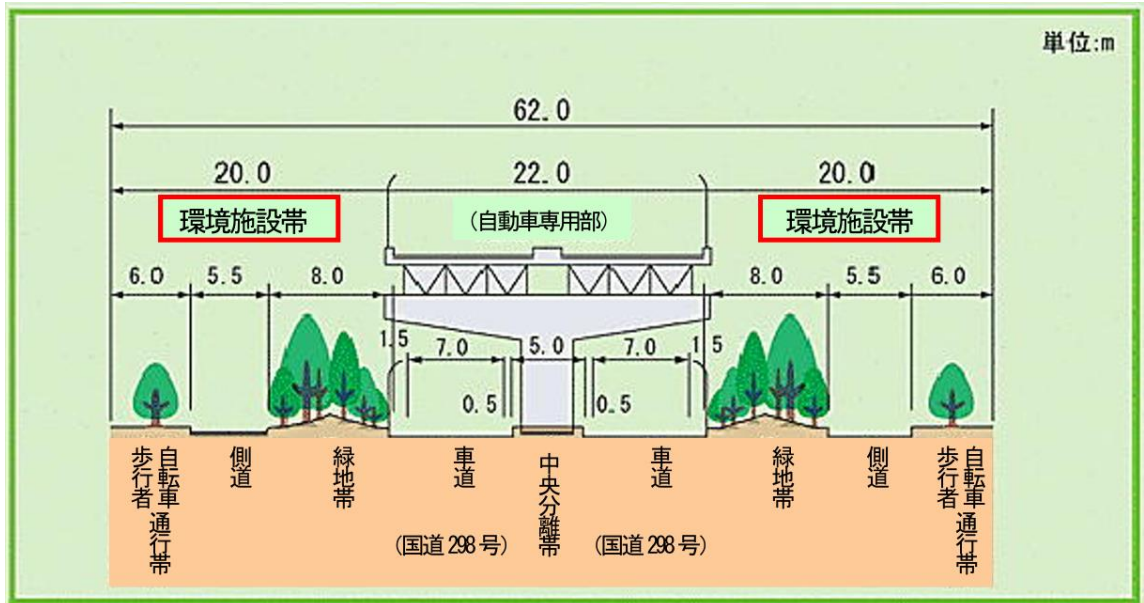 単位:m
62.0
20.0
22.0
20.0
環境施設帯
(自動車専用部)
環境施設帯
6.0
5.5
8.0
8.0
5.5
6.0
1.5
7.0
5.0
7.0
1.5
0.5
0.5
自転車
歩行者
通行帯
側道
緑地帯
車道
中央分離帯
車道
緑地帯
側道
自転車
歩行者
通行帯
(国道298号)
(国道298号)